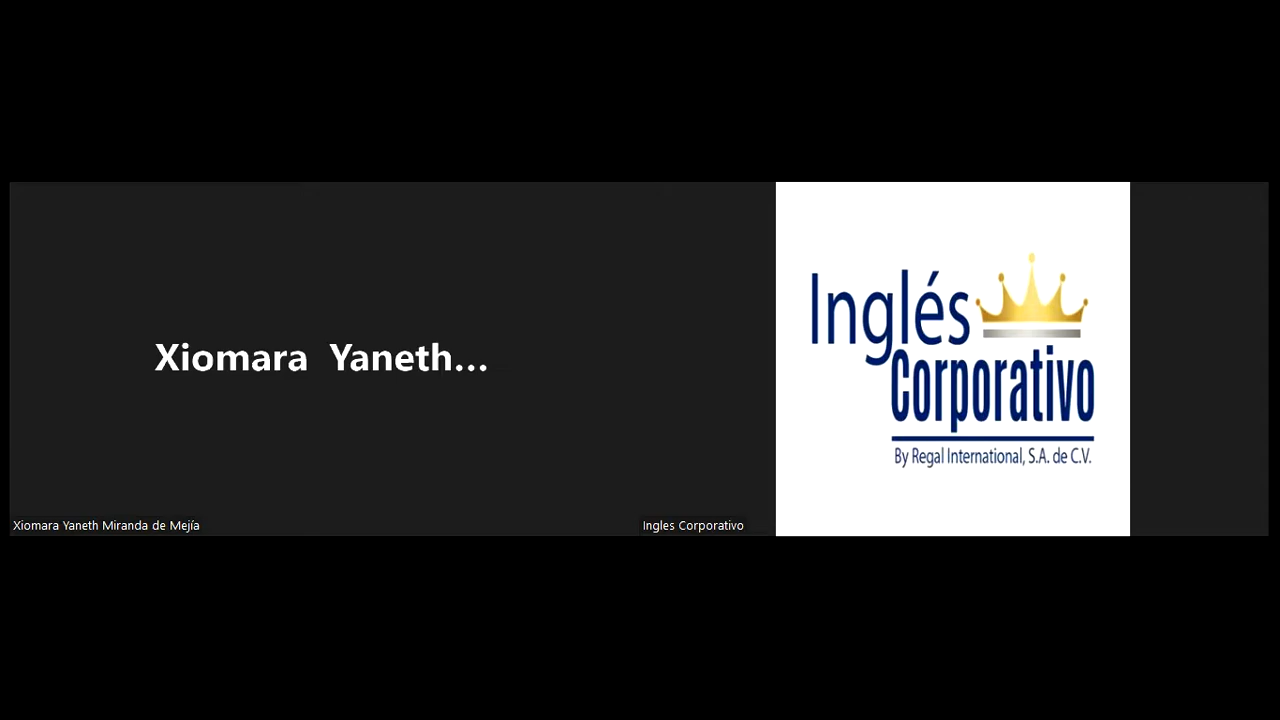 Xiomara  Yaneth...
Xiomara Yaneth Miranda de Mejía
Ingles Corporativo
Inglés
Corporativo
By Regal International, S.A. de C.V.